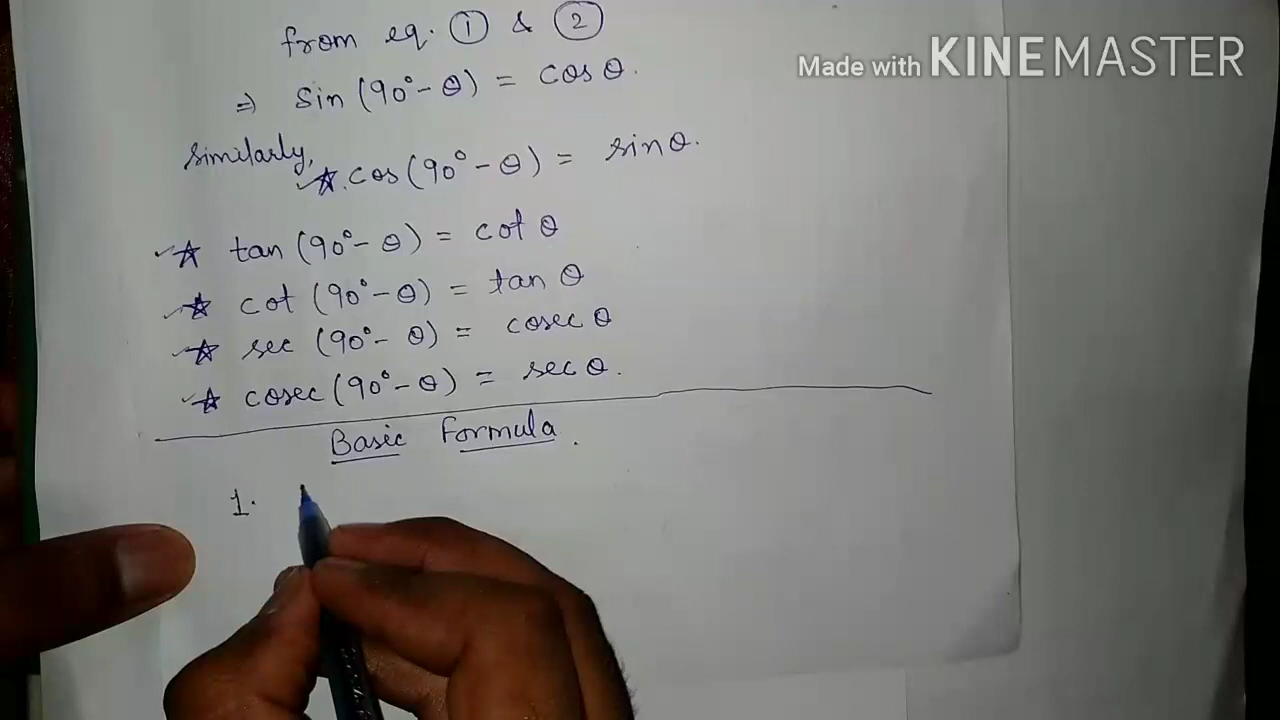 from eq. ① & ②
Made with KINEMASTER
⇒ sin (90° - θ) = cos θ.
similarly,
☆. cos (90° - θ) = sin θ.
☆ tan (90° - θ) = cot θ
☆ cot (90° - θ) = tan θ
☆ sec (90° - θ) = cosec θ
☆ cosec (90° - θ) = sec θ.
Basic Formula.
1.